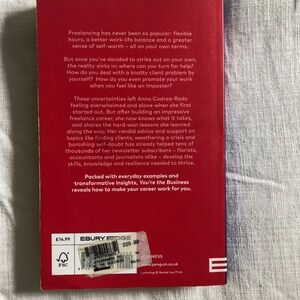 Freelancing has never been so popular: flexible
hours, a better work-life balance and a greater
sense of self-worth – all on your own terms.
But once you've decided to strike out on your own,
the reality sinks in: where can you turn for help?
How do you deal with a knotty client problem by
yourself? How do you even promote your work
when you feel like an imposter?
These uncertainties left Anna Codrea-Rado
feeling overwhelmed and alone when she first
started out. But after building an impressive
freelance career, she now knows what it takes,
and shares the hard-won lessons she learned
along the way. Her candid advice and support on
topics like finding clients, weathering a crisis and
banishing self-doubt has already helped tens of
thousands of her newsletter subscribers – florists,
accountants and journalists alike – develop the
skills, knowledge and resilience needed to thrive.
Packed with everyday examples and
transformative insights, You're the Business
reveals how to make your career work for you.
£14.99
EBURY EDGE
229.00
BUSINESS
.penguin.co.uk
FSC